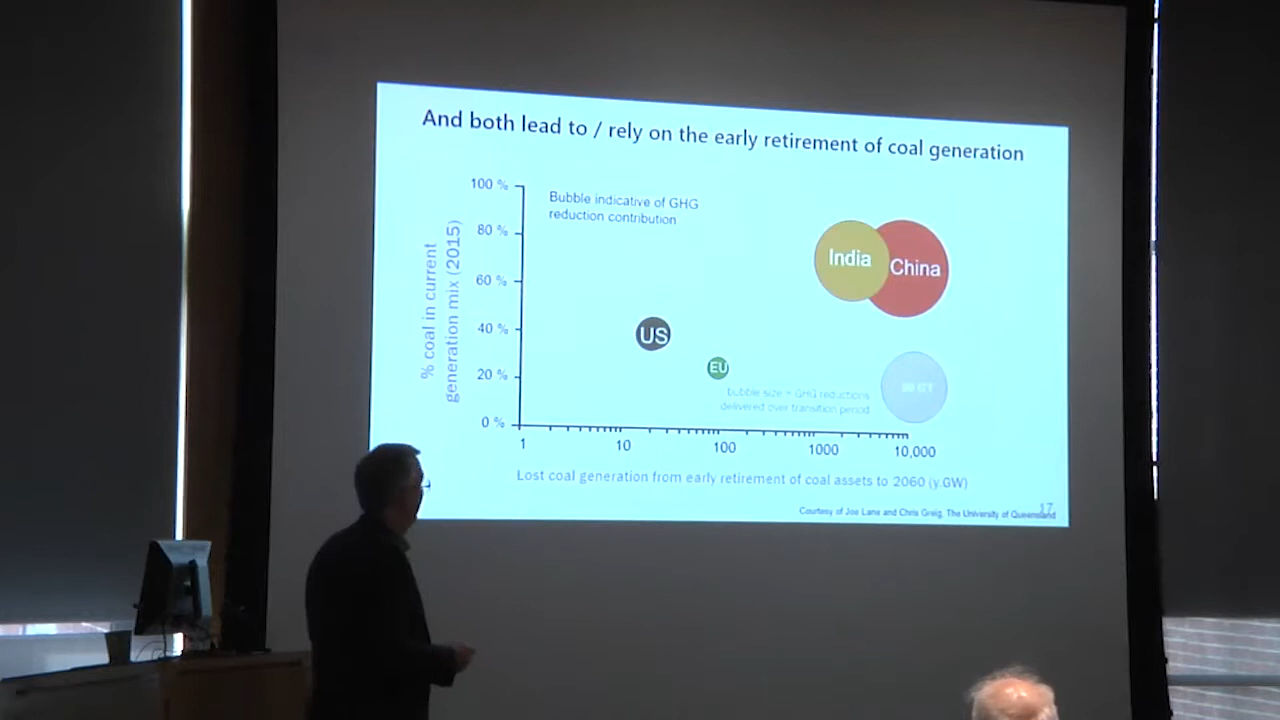 And both lead to / rely on the early retirement of coal generation
100 %
80 %
60 %
40 %
20 %
0 %
% coal in current
generation mix (2015)
Bubble indicative of GHG
reduction contribution
India
China
US
EU
bubble size = GHG reductions
delivered over transition period
1
10
100
1000
10,000
Lost coal generation from early retirement of coal assets to 2060 (y.GW)
17
Courtesy of Joe Lane and Chris Greig, The University of Queensland